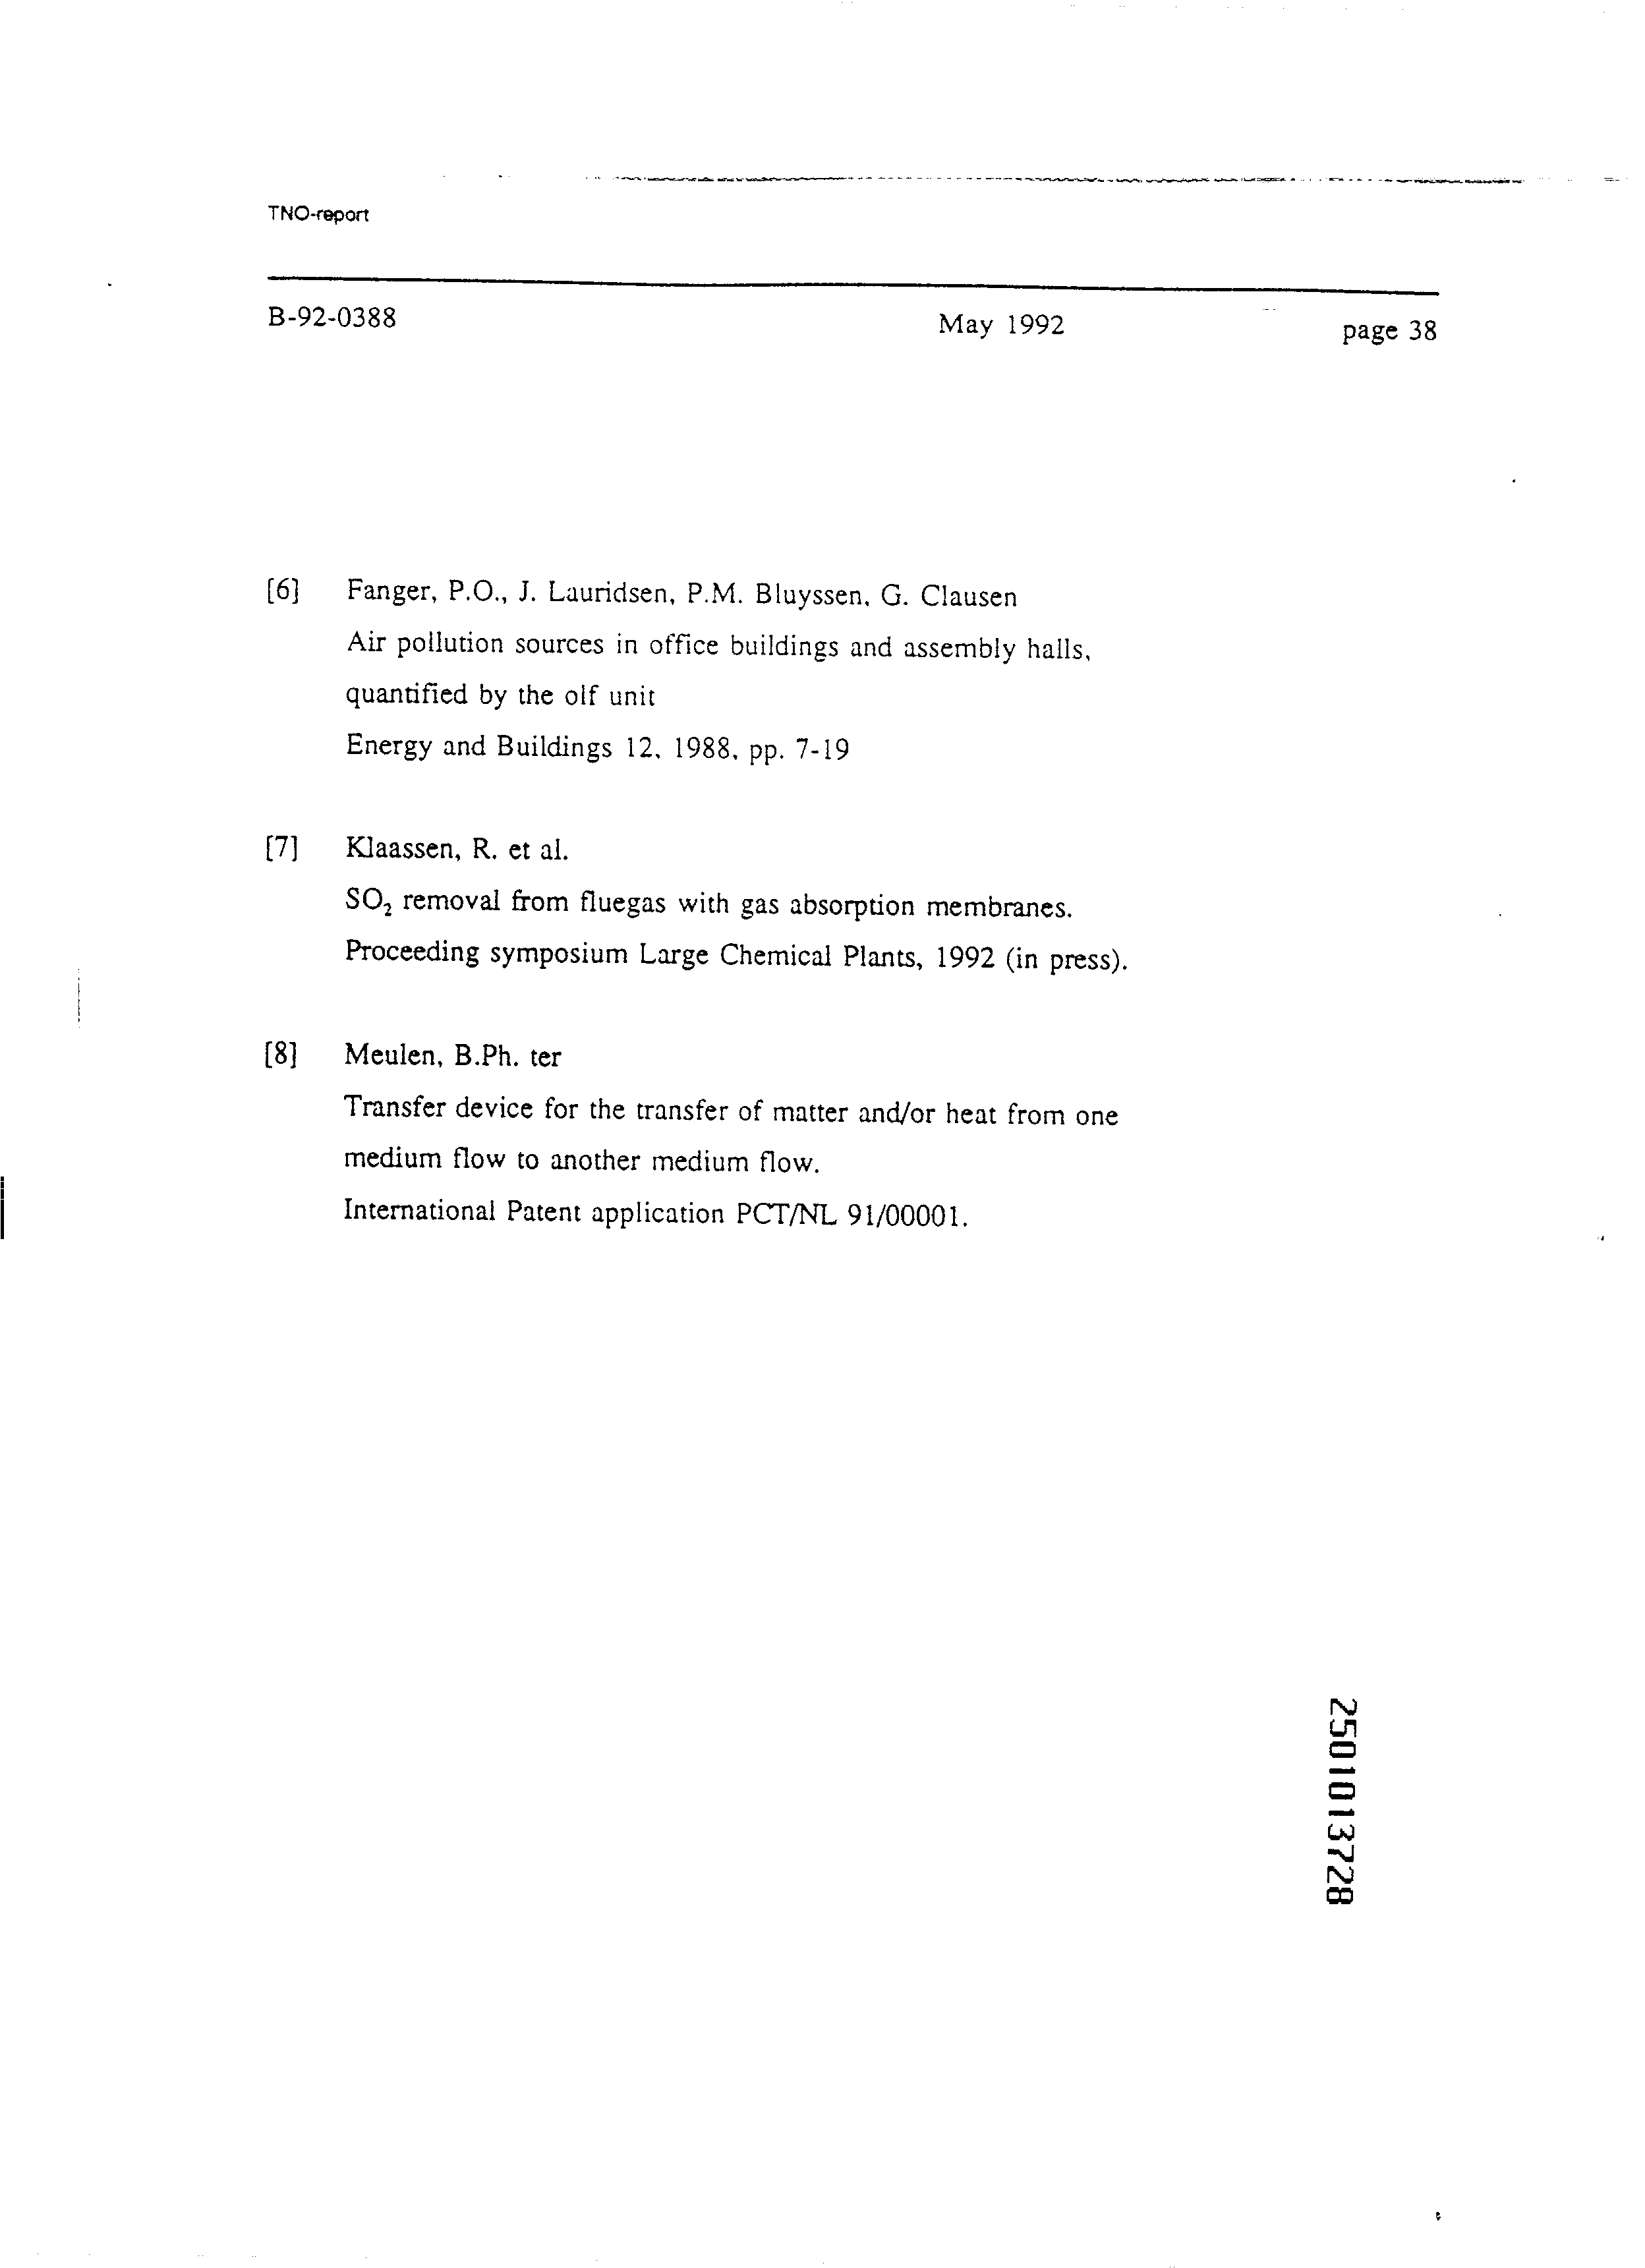 TNO-report
B-92-0388 May 1992 page 38
[6] Fanger, P.O., J. Lauridsen, P.M. Bluyssen, G. Clausen
Air pollution sources in office buildings and assembly halls,
quantified by the olf unit
Energy and Buildings 12, 1988, pp. 7-19
[7] Klaassen, R. et al.
SO₂ removal from fluegas with gas absorption membranes.
Proceeding symposium Large Chemical Plants, 1992 (in press).
[8] Meulen, B.Ph. ter
Transfer device for the transfer of matter and/or heat from one
medium flow to another medium flow.
International Patent application PCT/NL 91/00001.
2501013728